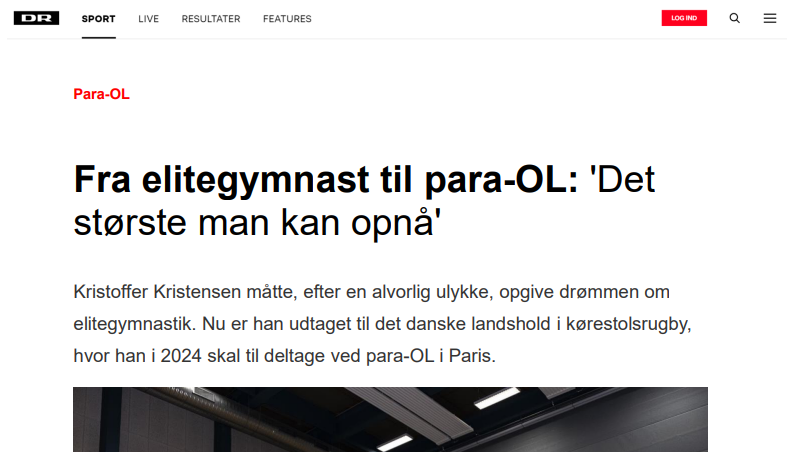 DR SPORT LIVE RESULTATER FEATURES LOG IND
Para-OL
Fra elitegymnast til para-OL: 'Det
største man kan opnå'
Kristoffer Kristensen måtte, efter en alvorlig ulykke, opgive drømmen om
elitegymnastik. Nu er han udtaget til det danske landshold i kørestolsrugby,
hvor han i 2024 skal til deltage ved para-OL i Paris.